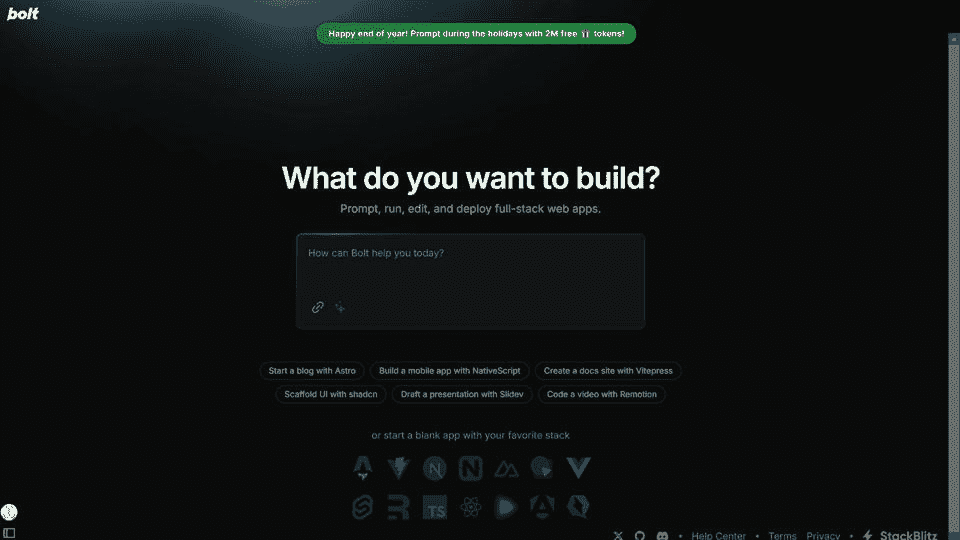 bolt
Happy end of year! Prompt during the holidays with 2M free tokens!
What do you want to build?
Prompt, run, edit, and deploy full-stack web apps.
How can Bolt help you today?
Start a blog with Astro
Build a mobile app with NativeScript
Create a docs site with Vitepress
Scaffold UI with shadcn
Draft a presentation with Slidev
Code a video with Remotion
or start a blank app with your favorite stack
N
N
TS
• Help Center • Terms Privacy • StackBlitz